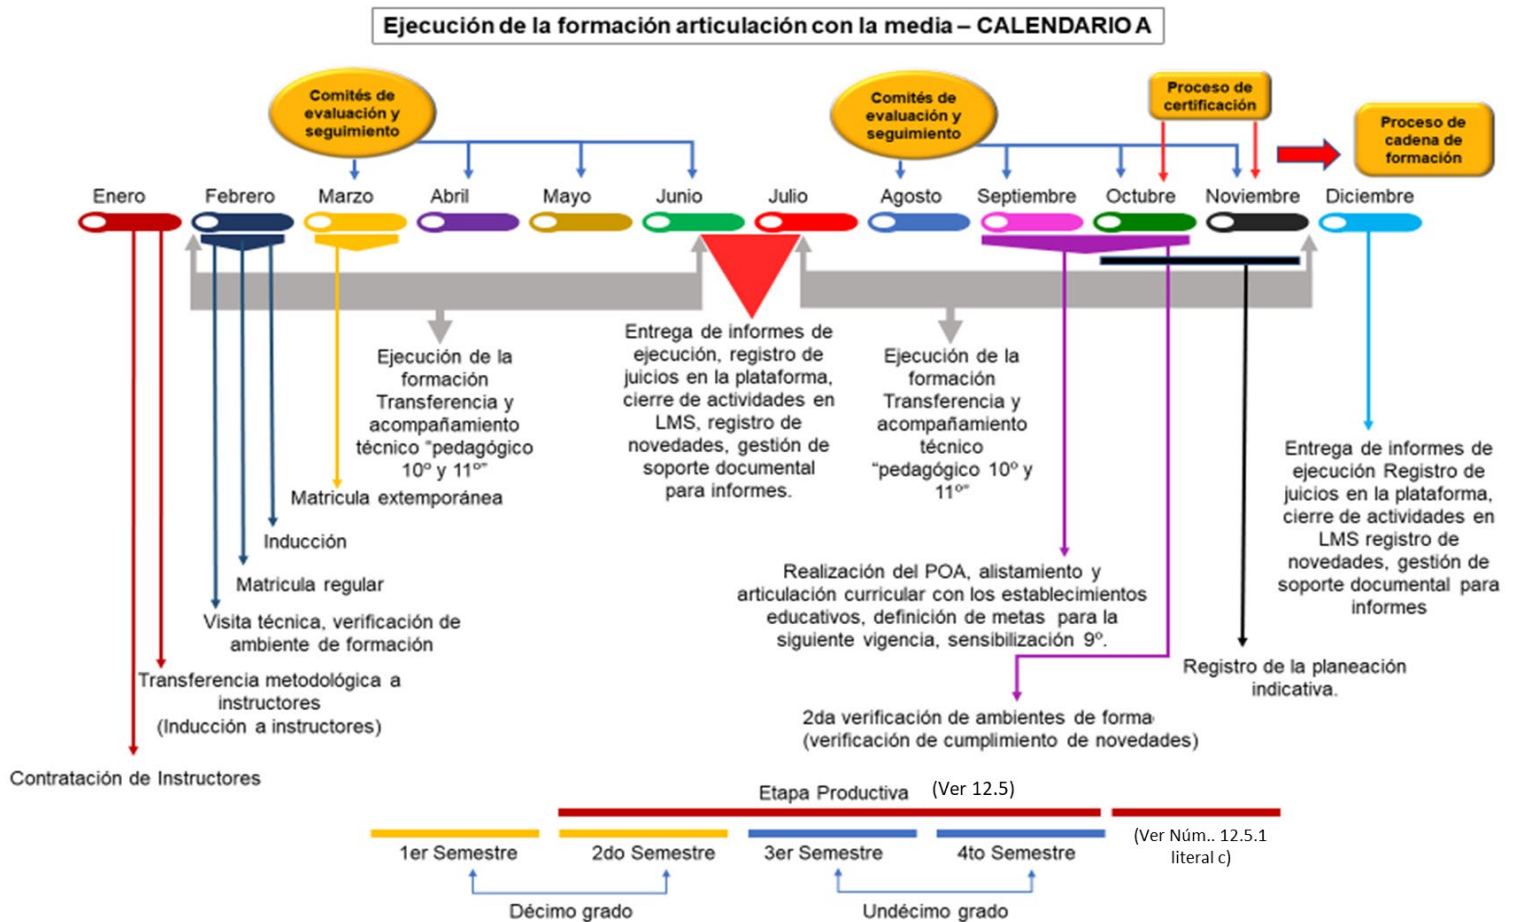 Ejecución de la formación articulación con la media – CALENDARIO A
Comités de
evaluación y
seguimiento
Comités de
evaluación y
seguimiento
Proceso de
certificación
Proceso de
cadena de
formación
Enero
Febrero
Marzo
Abril
Mayo
Junio
Julio
Agosto
Septiembre
Octubre
Noviembre
Diciembre
Ejecución de la
formación
Transferencia y
acompañamiento
técnico “pedagógico
10º y 11º”
Matricula extemporánea
Inducción
Matricula regular
Visita técnica, verificación de
ambiente de formación
Transferencia metodológica a
instructores
(Inducción a instructores)
Contratación de Instructores
Entrega de informes de
ejecución, registro de
juicios en la plataforma,
cierre de actividades en
LMS, registro de
novedades, gestión de
soporte documental
para informes.
Ejecución de la
formación
Transferencia y
acompañamiento
técnico
“pedagógico 10º y
11º”
Realización del POA, alistamiento y
articulación curricular con los establecimientos
educativos, definición de metas para la
siguiente vigencia, sensibilización 9º.
2da verificación de ambientes de forma
(verificación de cumplimiento de novedades)
Registro de la planeación
indicativa.
Entrega de informes de
ejecución Registro de
juicios en la plataforma,
cierre de actividades en
LMS registro de
novedades, gestión de
soporte documental para
informes
Etapa Productiva (Ver 12.5)
1er Semestre
2do Semestre
3er Semestre
4to Semestre
(Ver Núm.. 12.5.1
literal c)
Décimo grado
Undécimo grado